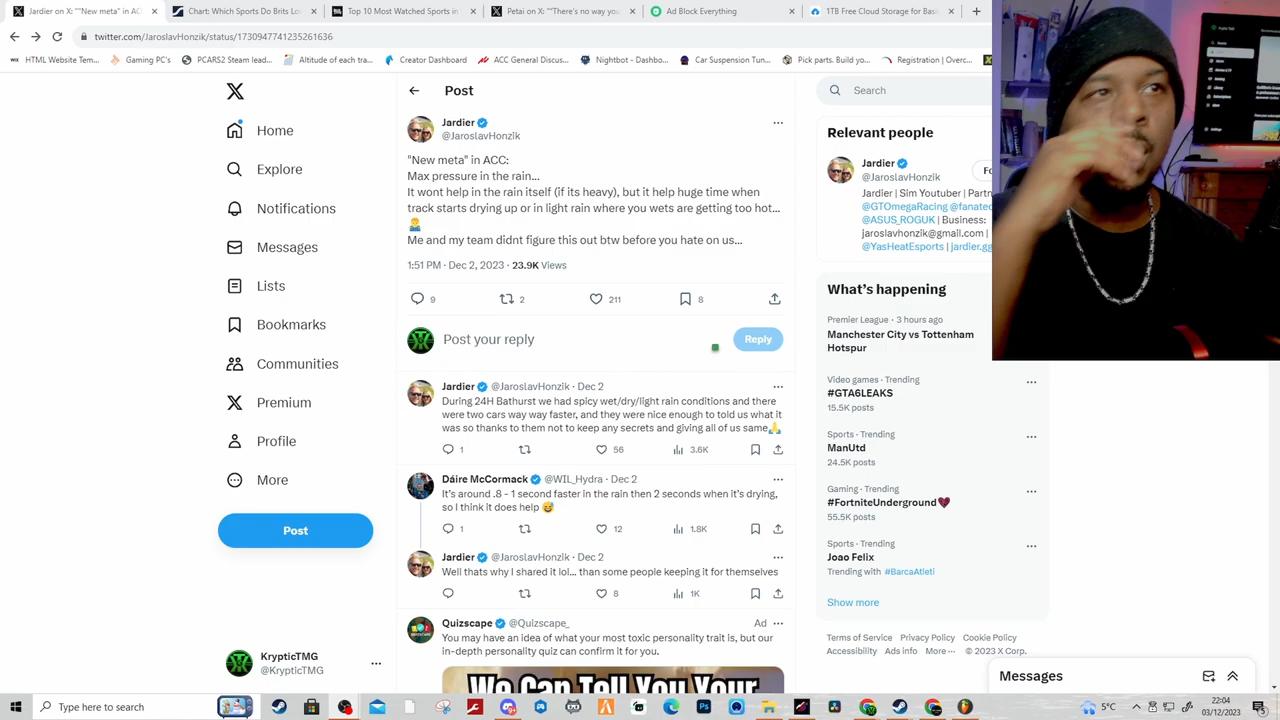 Jardier on X: "“New meta” in AC
Chart: Which Sports Do Brits Lo
Top 10 Most Watched Sports in
Petai on X: "“There's no way you
Ad Block Everything
1TB Free Cloud Storage for Bas
twitter.com/JaroslavHonzik/status/1730947741235261636
HTML Website Tem...
Gaming PC's
PCARS2 Steam lead...
Altitude of each tra...
Creator Dashboard
ACC General Discus...
Nightbot - Dashbo...
Car Suspension Tun...
Pick parts. Build yo...
Registration | Overc...
Home
Explore
Notifications
Messages
Lists
Bookmarks
Communities
Premium
Profile
More
Post
KrypticTMG
@KrypticTMG
Post
Jardier
@JaroslavHonzik
"New meta" in ACC:
Max pressure in the rain...
It wont help in the rain itself (if its heavy), but it help huge time when
track starts drying up or in light rain where you wets are getting too hot...
Me and my team didnt figure this out btw before you hate on us...
1:51 PM · Dec 2, 2023 · 23.9K Views
9
2
211
8
Post your reply
Reply
Jardier @JaroslavHonzik · Dec 2
During 24H Bathurst we had spicy wet/dry/light rain conditions and there
were two cars way way faster, and they were nice enough to told us what it
was so thanks to them not to keep any secrets and giving all of us same🙏
1
56
3.6K
Dáire McCormack @WIL_Hydra · Dec 2
It's around .8 - 1 second faster in the rain then 2 seconds when it's drying,
so I think it does help 😅
1
12
1.8K
Jardier @JaroslavHonzik · Dec 2
Well thats why I shared it lol... than some people keeping it for themselves
8
1K
Quizscape @Quizscape_
Ad
You may have an idea of what your most toxic personality trait is, but our
in-depth personality quiz can confirm it for you.
We Can Tell You Your
Search
Relevant people
Jardier
@JaroslavHonzik
Fo
Jardier | Sim Youtuber | Partn
@GTOmegaRacing @fanatec
@ASUS_ROGUK | Business:
jaroslavhonzik@gmail.com |
@YasHeatEsports | jardier.gg
What's happening
Premier League · 3 hours ago
Manchester City vs Tottenham
Hotspur
Video games · Trending
#GTA6LEAKS
15.5K posts
Sports · Trending
ManUtd
24.5K posts
Gaming · Trending
#FortniteUnderground
55.5K posts
Sports · Trending
Joao Felix
Trending with #BarcaAtleti
Show more
Terms of Service Privacy Policy Cookie Policy
Accessibility Ads info More ··· © 2023 X Corp.
Messages
Type here to search
5°C
22:04
03/12/2023